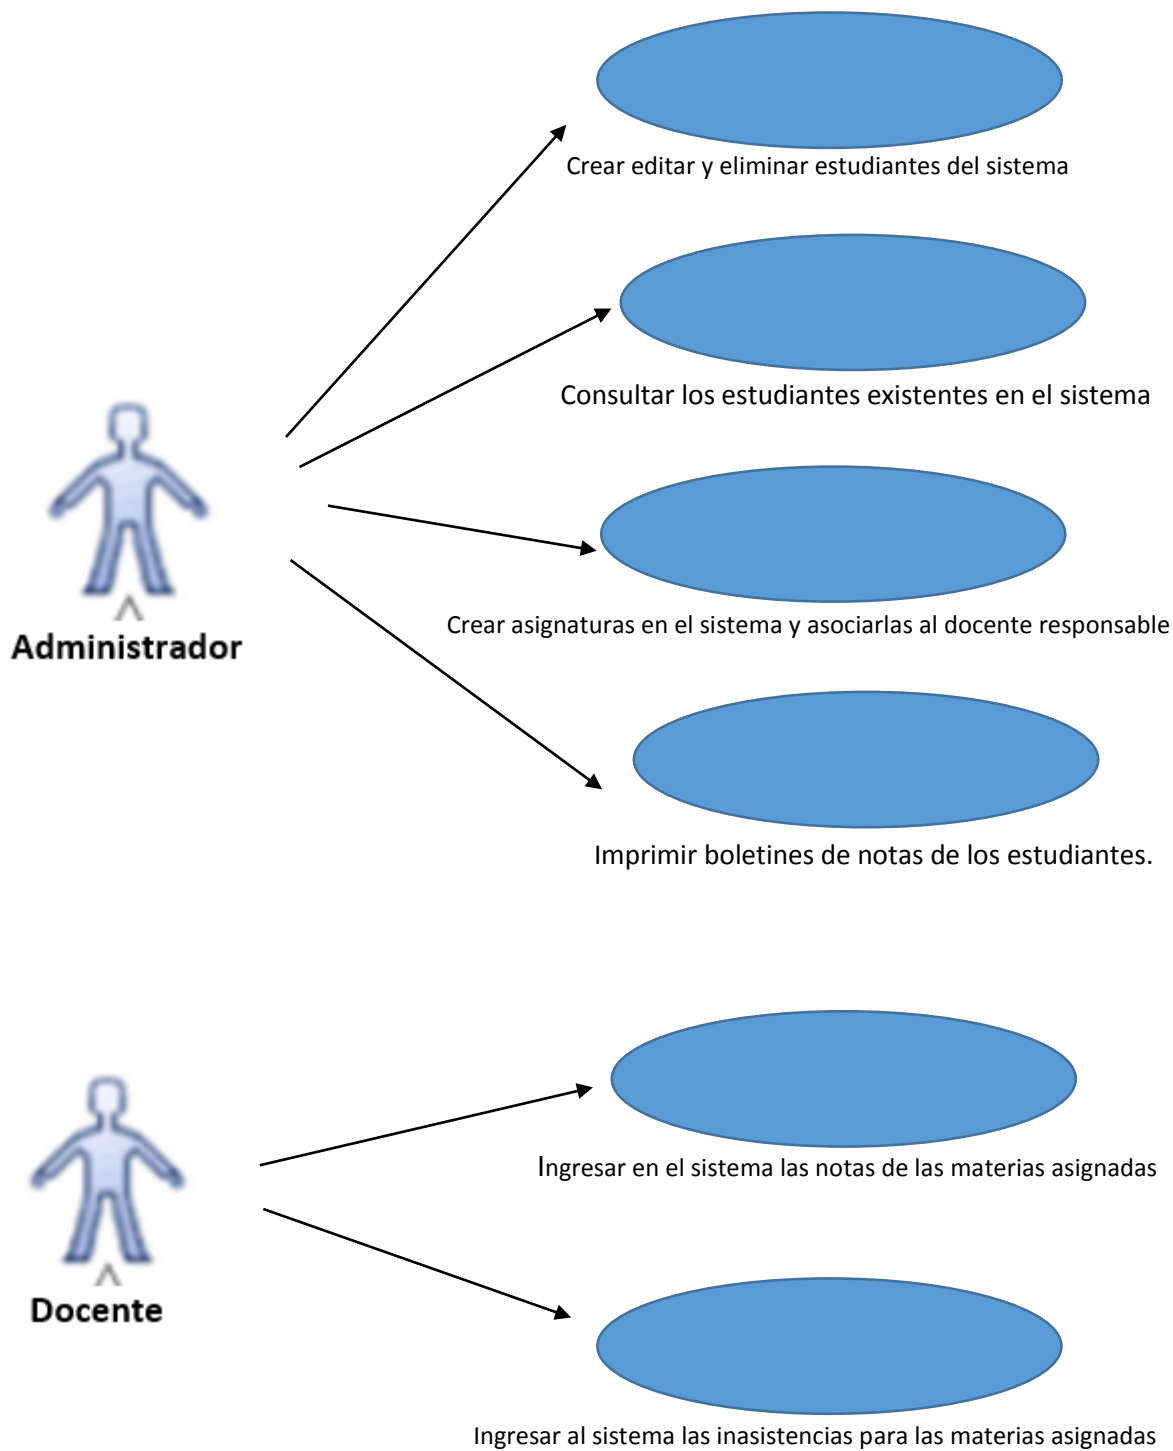 Crear editar y eliminar estudiantes del sistema
Consultar los estudiantes existentes en el sistema
Administrador
Crear asignaturas en el sistema y asociarlas al docente responsable
Imprimir boletines de notas de los estudiantes.
Ingresar en el sistema las notas de las materias asignadas
Docente
Ingresar al sistema las inasistencias para las materias asignadas